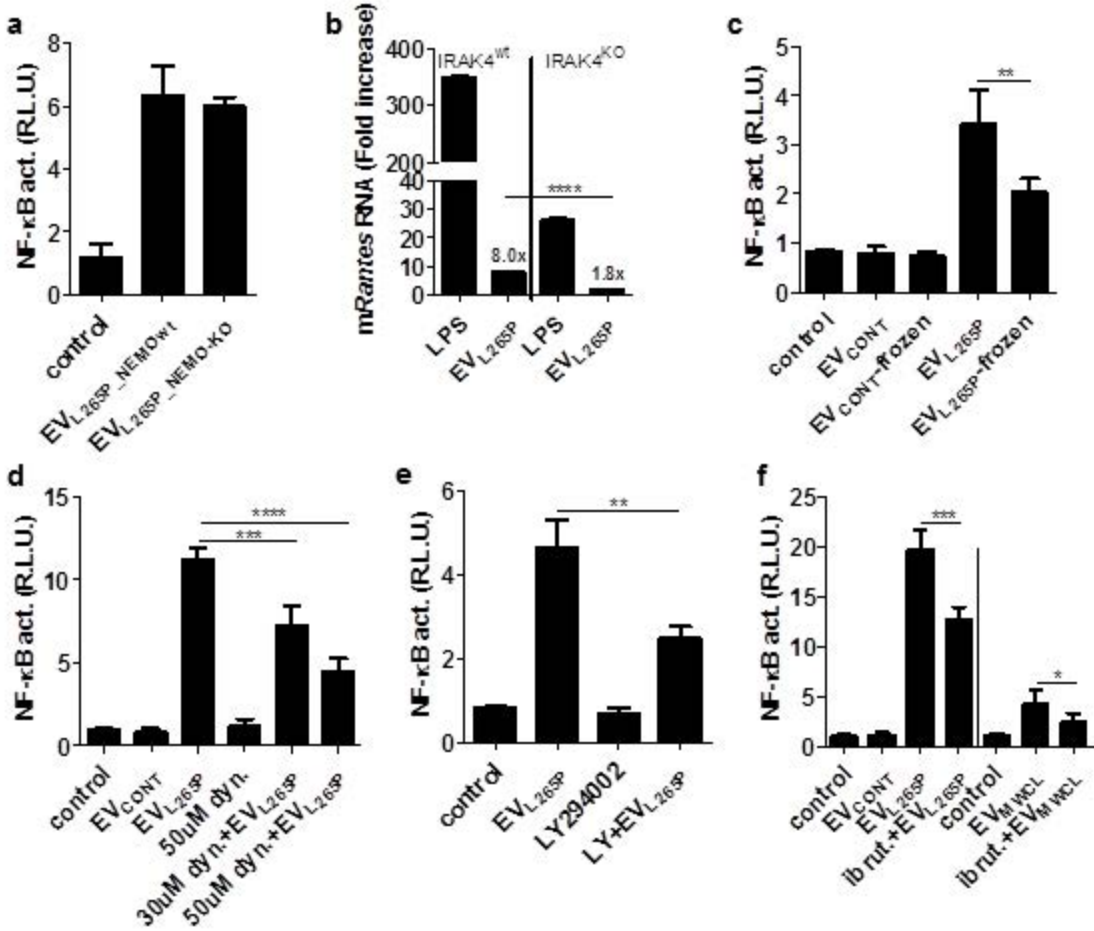 a
NF-κB act. (R.L.U.)
8
6
4
2
0
control
EVL265P_NEMOwt
EVL265P_NEMO-KO
b
mRantes RNA (Fold increase)
400
300
200
40
30
20
10
0
IRAK4wt
IRAK4KO
****
8.0x
1.8x
LPS
EVL265P
LPS
EVL265P
c
NF-κB act. (R.L.U.)
5
4
3
2
1
0
**
control
EVCONT
EVCONT-frozen
EVL265P
EVL265P-frozen
d
NF-κB act. (R.L.U.)
15
10
5
0
****
***
control
EVCONT
EVL265P
50uM dyn.
30uM dyn.+EVL265P
50uM dyn.+EVL265P
e
NF-κB act. (R.L.U.)
6
4
2
0
**
control
EVL265P
LY294002
LY+EVL265P
f
NF-κB act. (R.L.U.)
25
20
15
10
5
0
***
*
control
EVCONT
EVL265P
ibrut.+EVL265P
control
EVMWCL
ibrut.+EVMWCL